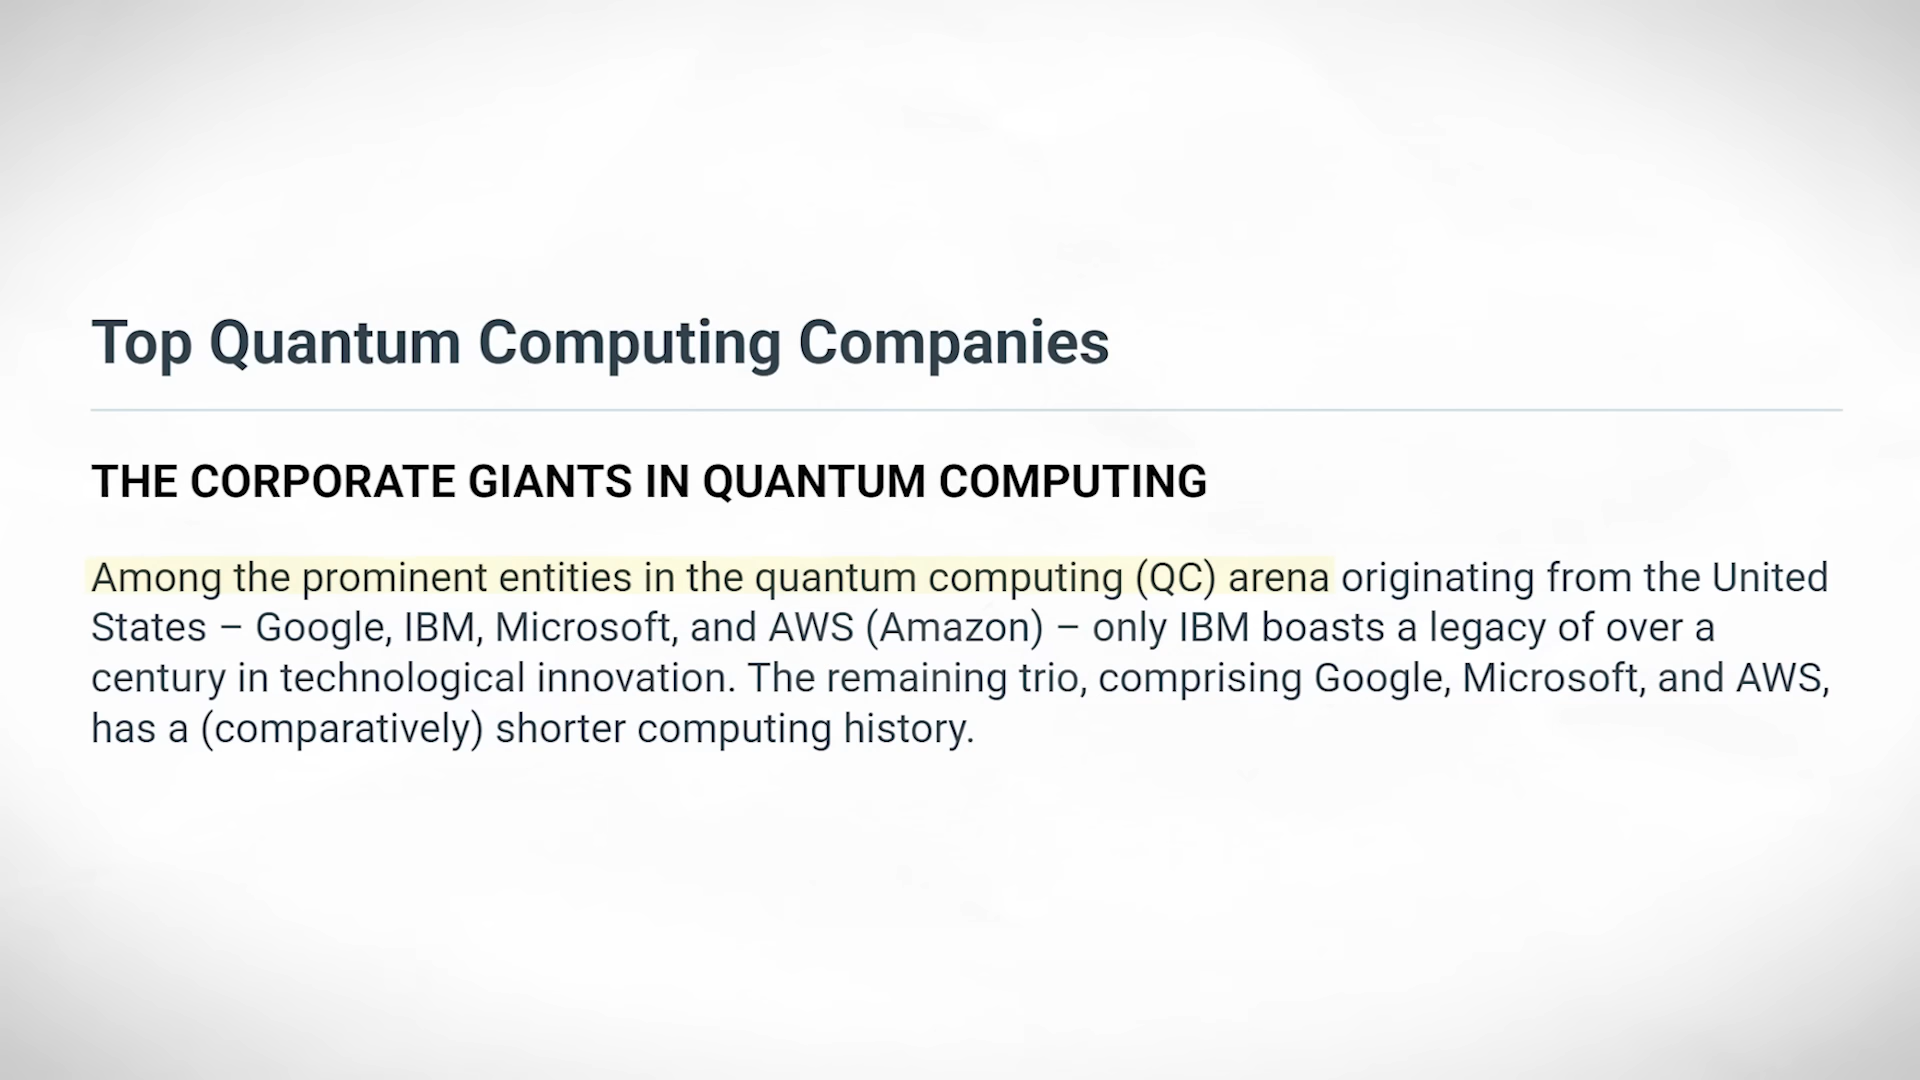 Top Quantum Computing Companies
THE CORPORATE GIANTS IN QUANTUM COMPUTING
Among the prominent entities in the quantum computing (QC) arena originating from the United
States – Google, IBM, Microsoft, and AWS (Amazon) – only IBM boasts a legacy of over a
century in technological innovation. The remaining trio, comprising Google, Microsoft, and AWS,
has a (comparatively) shorter computing history.